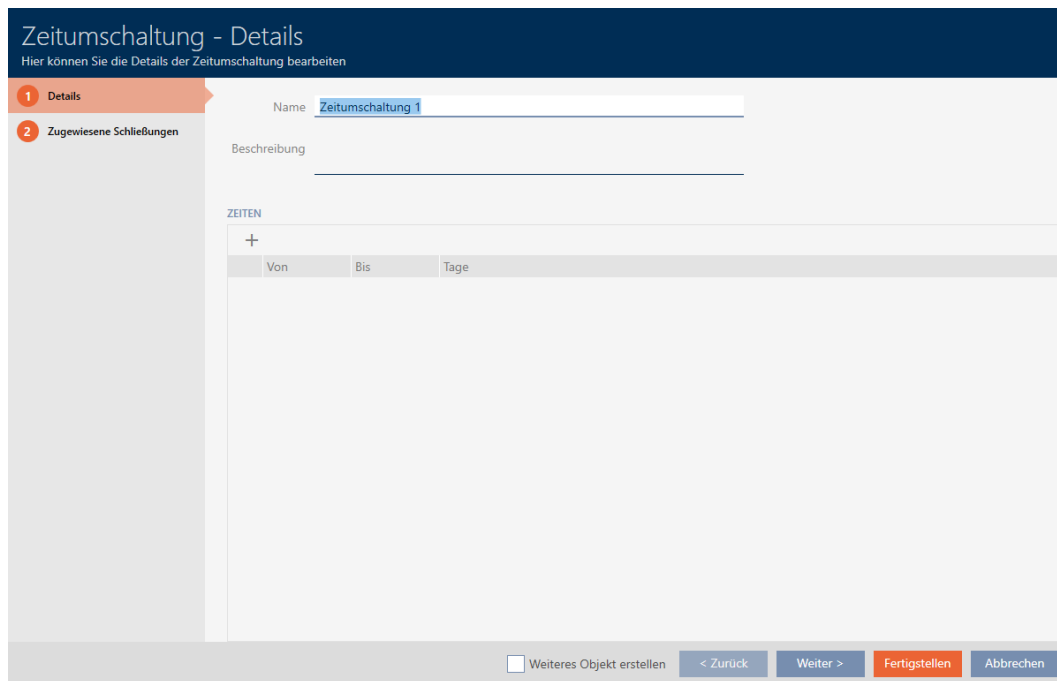 Zeitumschaltung - Details
Hier können Sie die Details der Zeitumschaltung bearbeiten
1 Details
2 Zugewiesene Schließungen
Name Zeitumschaltung 1
Beschreibung
ZEITEN
+
Von Bis Tage
Weiteres Objekt erstellen < Zurück Weiter > Fertigstellen Abbrechen